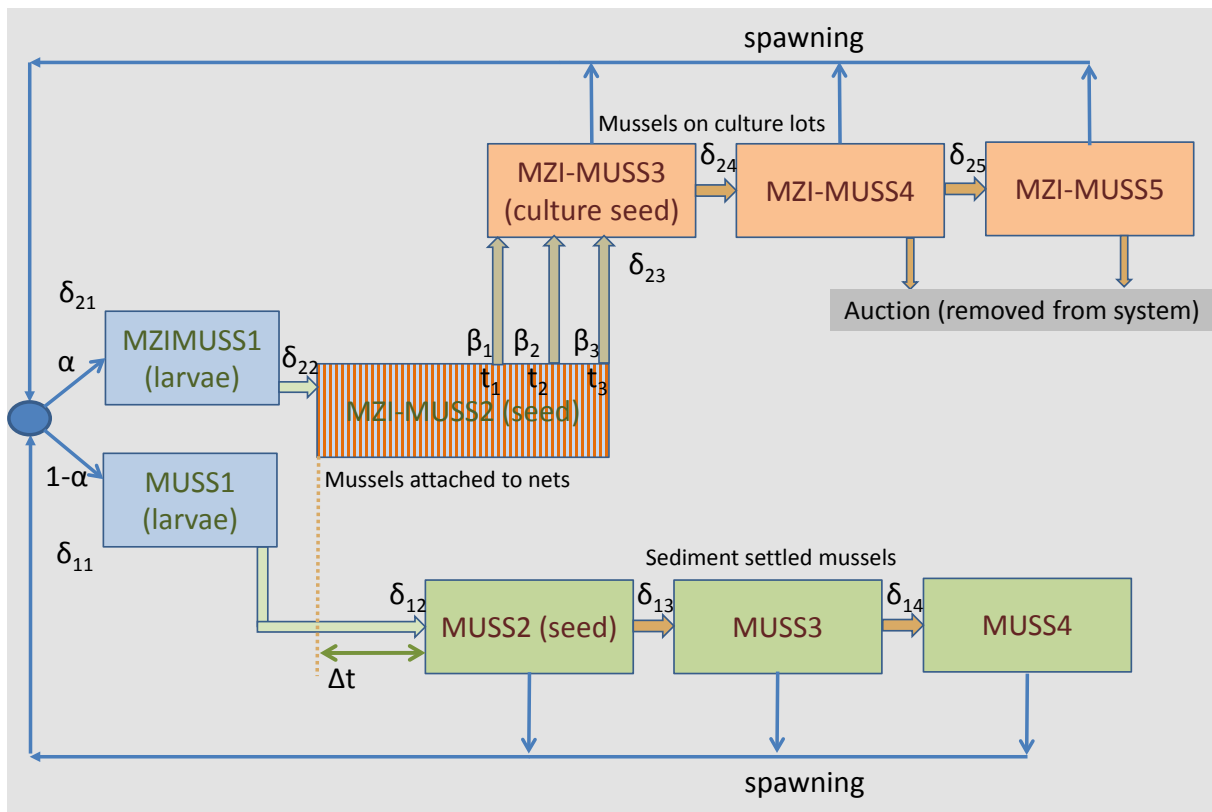 spawning
Mussels on culture lots
MZI-MUSS3
(culture seed)
δ24
MZI-MUSS4
δ25
MZI-MUSS5
δ23
Auction (removed from system)
δ21
MZIMUSS1
(larvae)
α
δ22
β1
β2
β3
t1
t2
t3
MZI-MUSS2 (seed)
Mussels attached to nets
1-α
MUSS1
(larvae)
δ11
Sediment settled mussels
δ12
MUSS2 (seed)
δ13
MUSS3
δ14
MUSS4
Δt
spawning